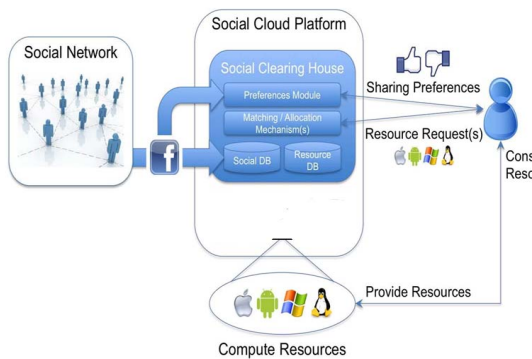 Social Cloud Platform
Social Network
Social Clearing House
Preferences Module
Matching / Allocation
Mechanism(s)
Social DB
Resource
DB
f
Sharing Preferences
Resource Request(s)
Provide Resources
Compute Resources